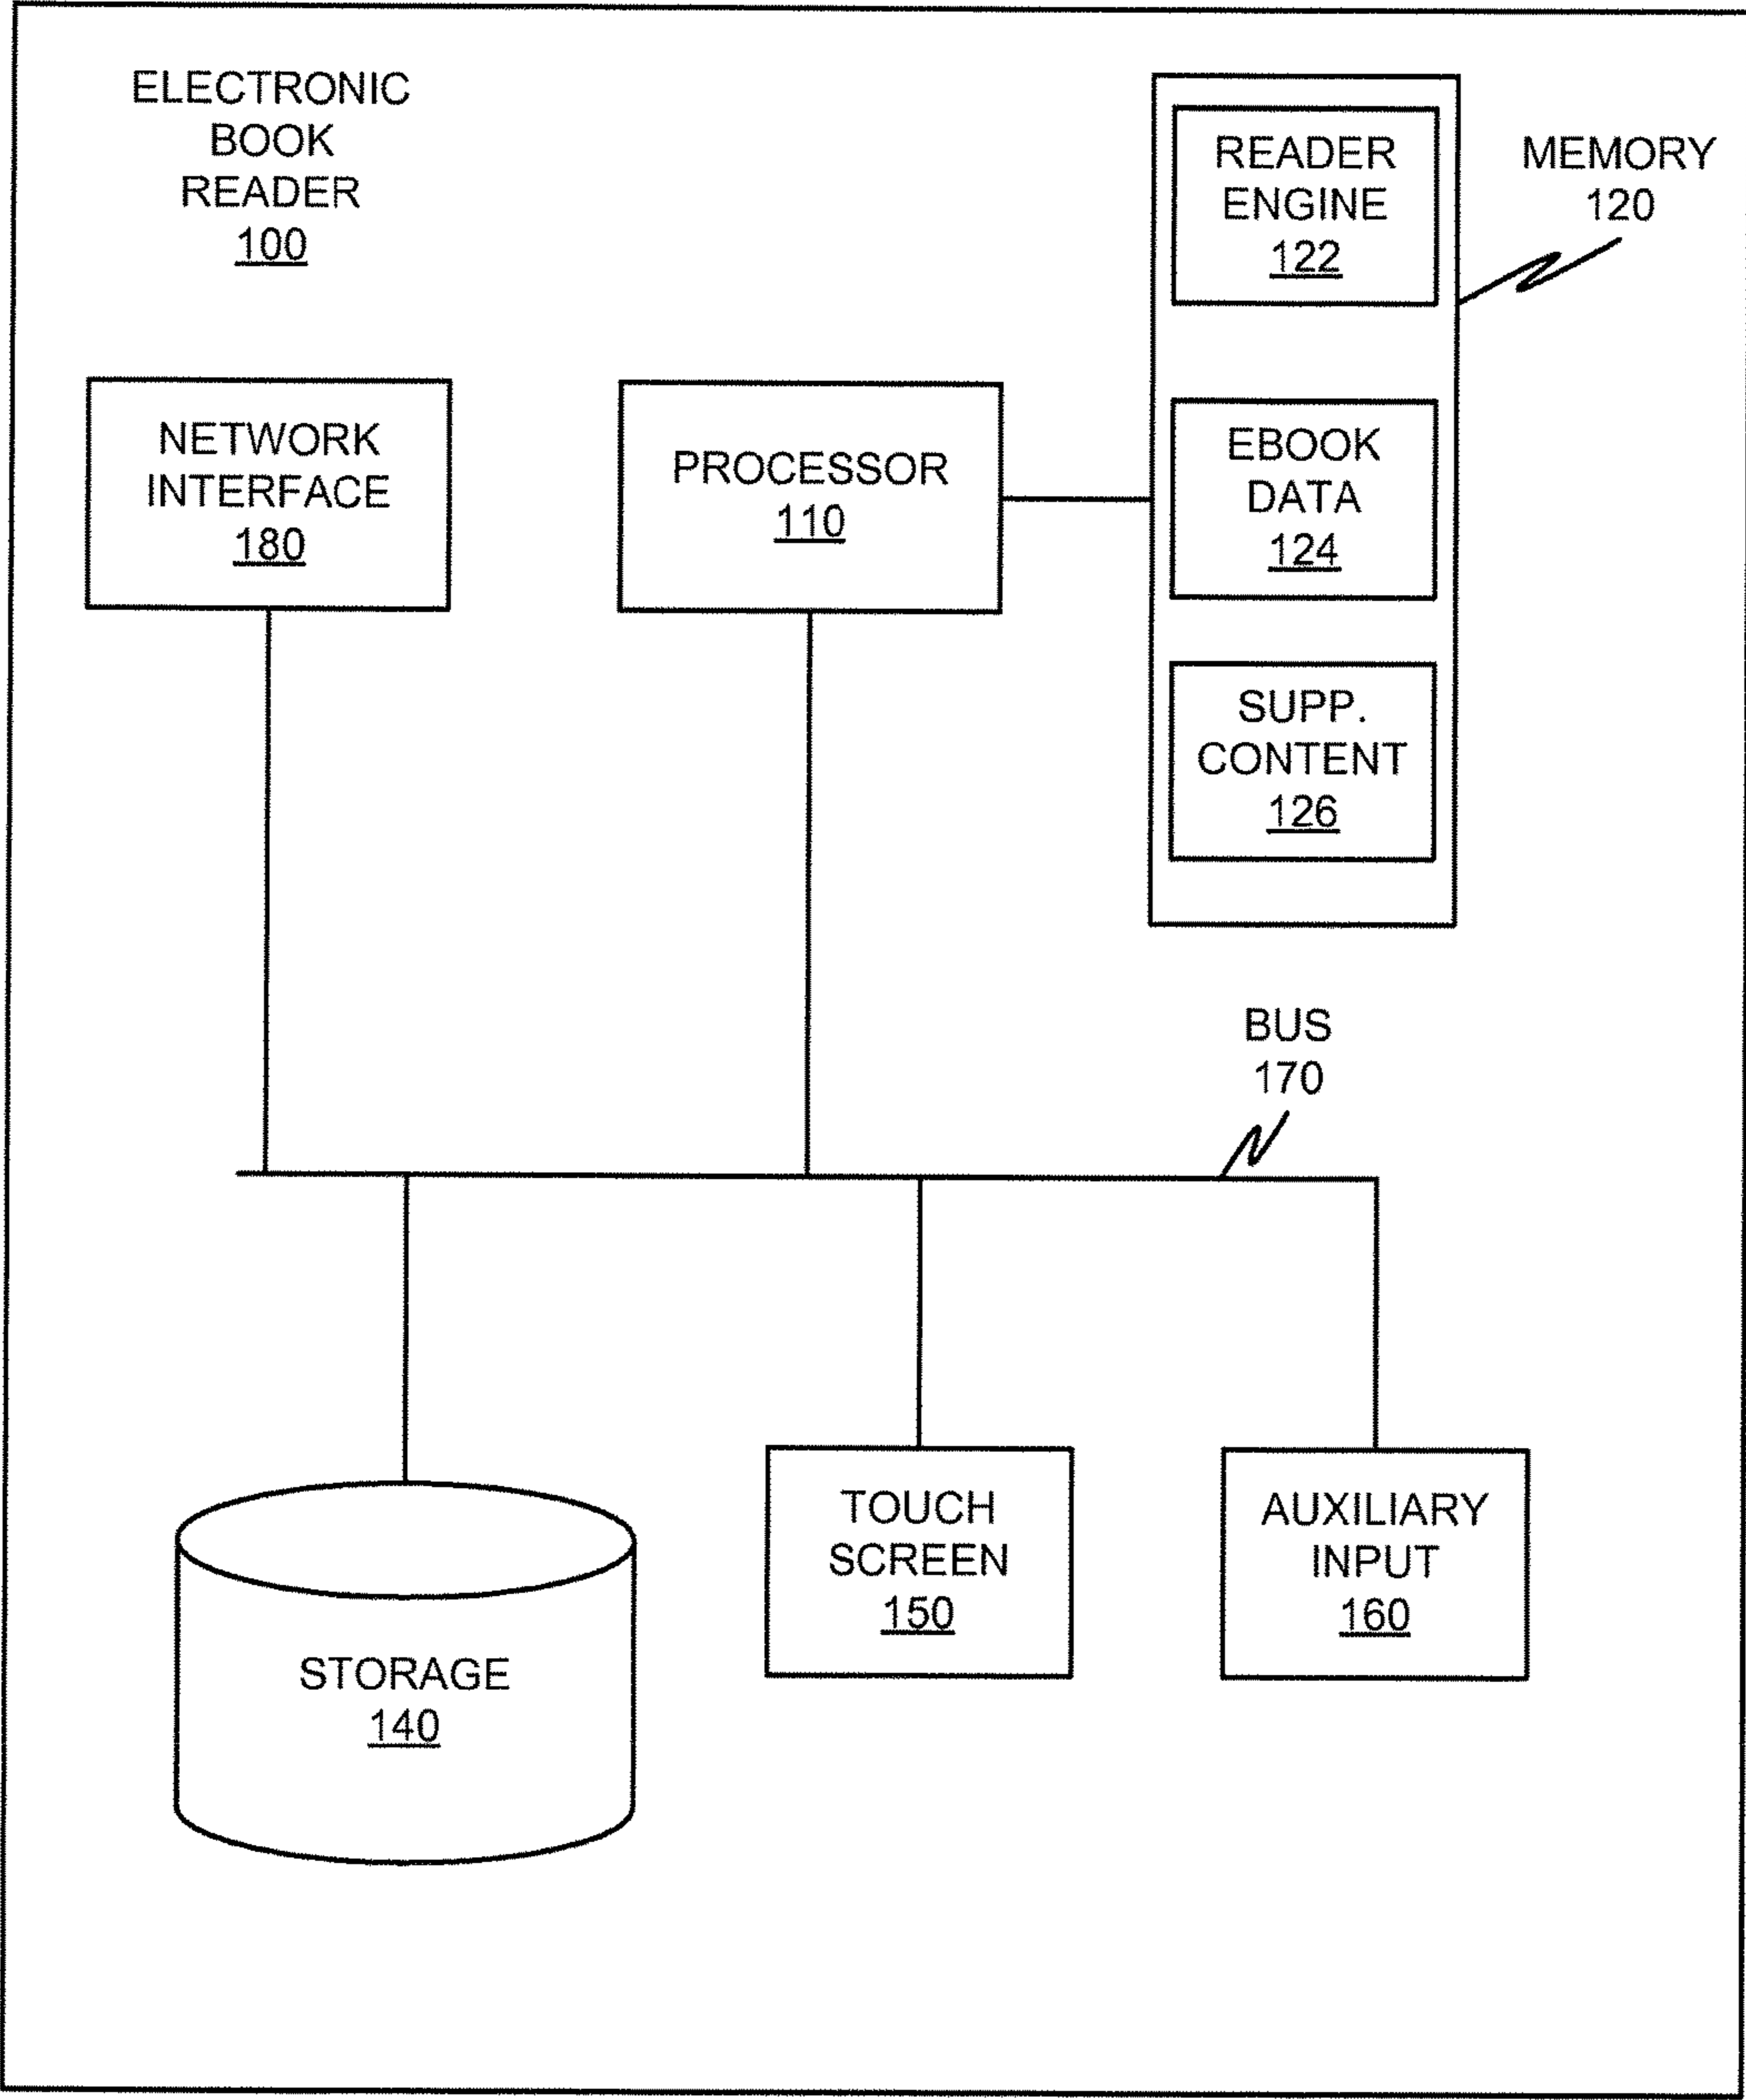 ELECTRONIC
BOOK
READER
100
READER
ENGINE
122
MEMORY
120
NETWORK
INTERFACE
180
PROCESSOR
110
EBOOK
DATA
124
SUPP.
CONTENT
126
BUS
170
STORAGE
140
TOUCH
SCREEN
150
AUXILIARY
INPUT
160